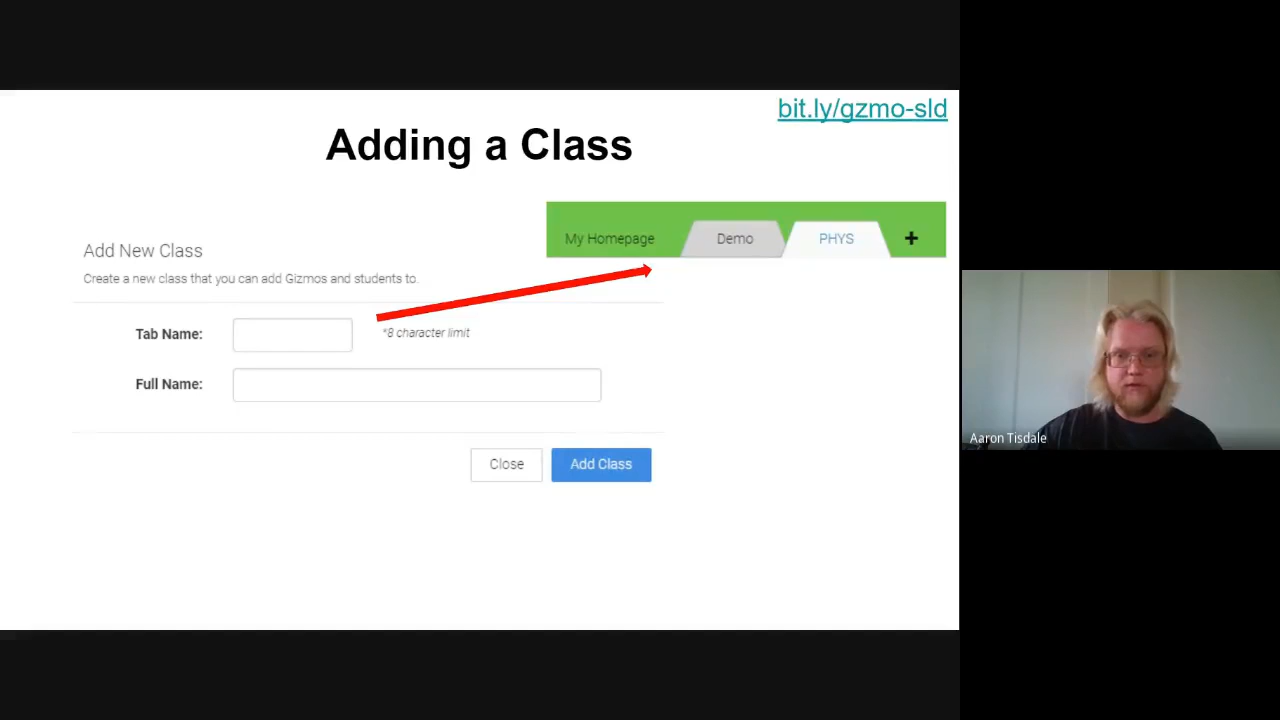 bit.ly/gzmo-sld
Adding a Class
My Homepage Demo PHYS +
Add New Class
Create a new class that you can add Gizmos and students to.
Tab Name: *8 character limit
Full Name:
Close Add Class
Aaron Tisdale